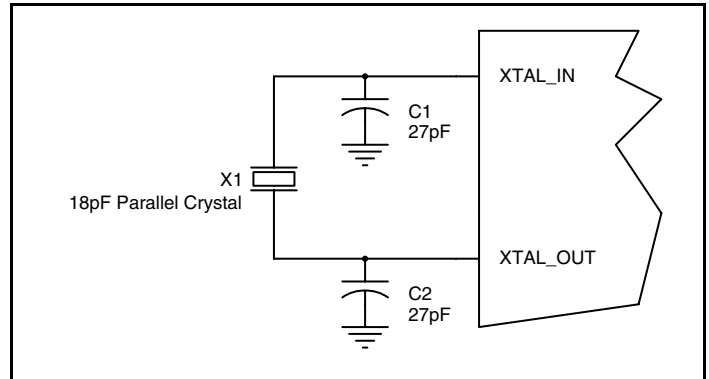 XTAL_IN
C1
27pF
X1
18pF Parallel Crystal
XTAL_OUT
C2
27pF